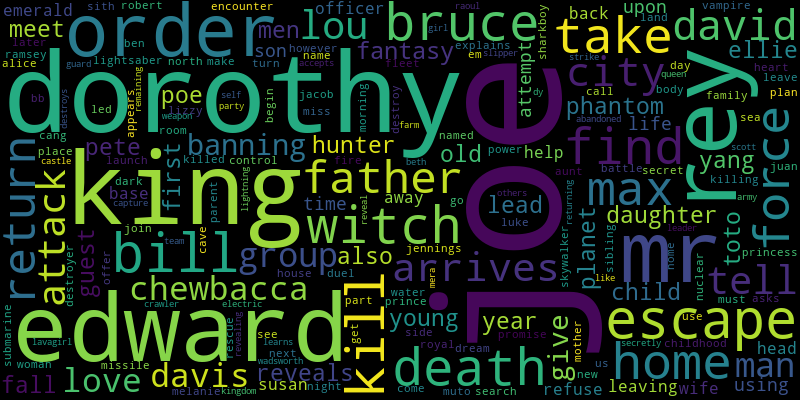 emerald sith robert encounter officer upon alice vampire raoul
meet order men lou bruce take david
later ramsey ben son back land girl slipper
lightsaber north make however explains fantasy sharkboy ellie
guard turn name em attempt city rey
bb destroys dorothy joe strike call day queen heart leave
led appear remaining lizzy jacob morning fleet destroy accepts phantom body family plan
cang poe self party miss dy abandoned scott
place castle room begin weapon farm named find life sea
return pete banning hunter old yang force
launch killed control power help battle secret juan
attack dark first king father witch beth aunt max killing army
base capture lightning fire time away go lead daughter toto princess
join parent reveal others luke planet mr
guest cave bill group also jennings skywalker returning leader home nuclear
destroyer offer team duel arrives sibling like tell
submarine chewbacca house kill mera water child must asks
crawler electric part prince young year give escape
edward rescue see get side promise mother secretly use childhood
lavagirl revealing learns next wadsworth royal dream death us home head
woman missile davis reveals new man
fall love susan night come muto search refuse leaving wife using
melanie kingdom